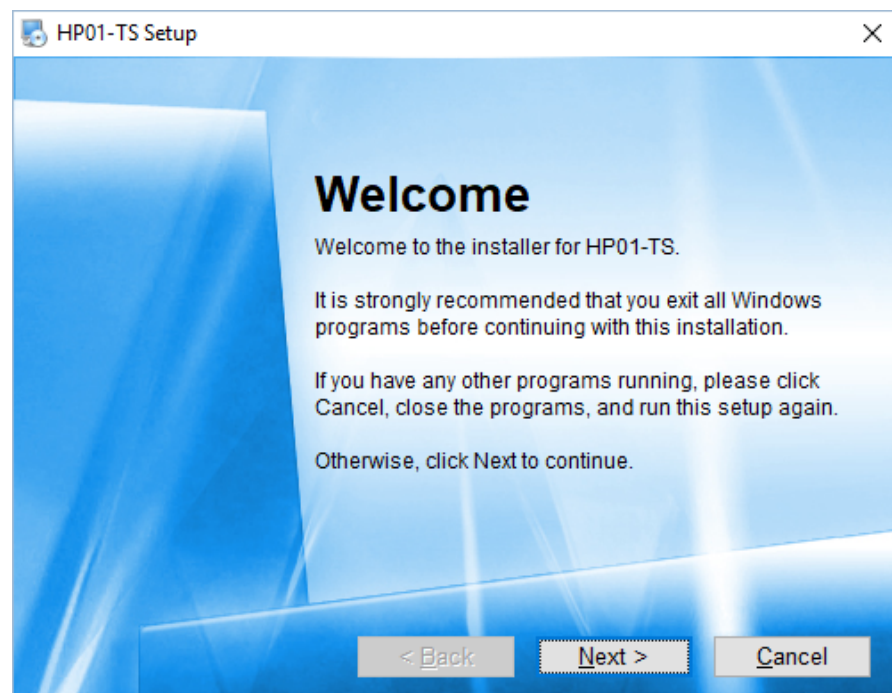 HP01-TS Setup
Welcome
Welcome to the installer for HP01-TS.
It is strongly recommended that you exit all Windows
programs before continuing with this installation.
If you have any other programs running, please click
Cancel, close the programs, and run this setup again.
Otherwise, click Next to continue.
< Back Next > Cancel